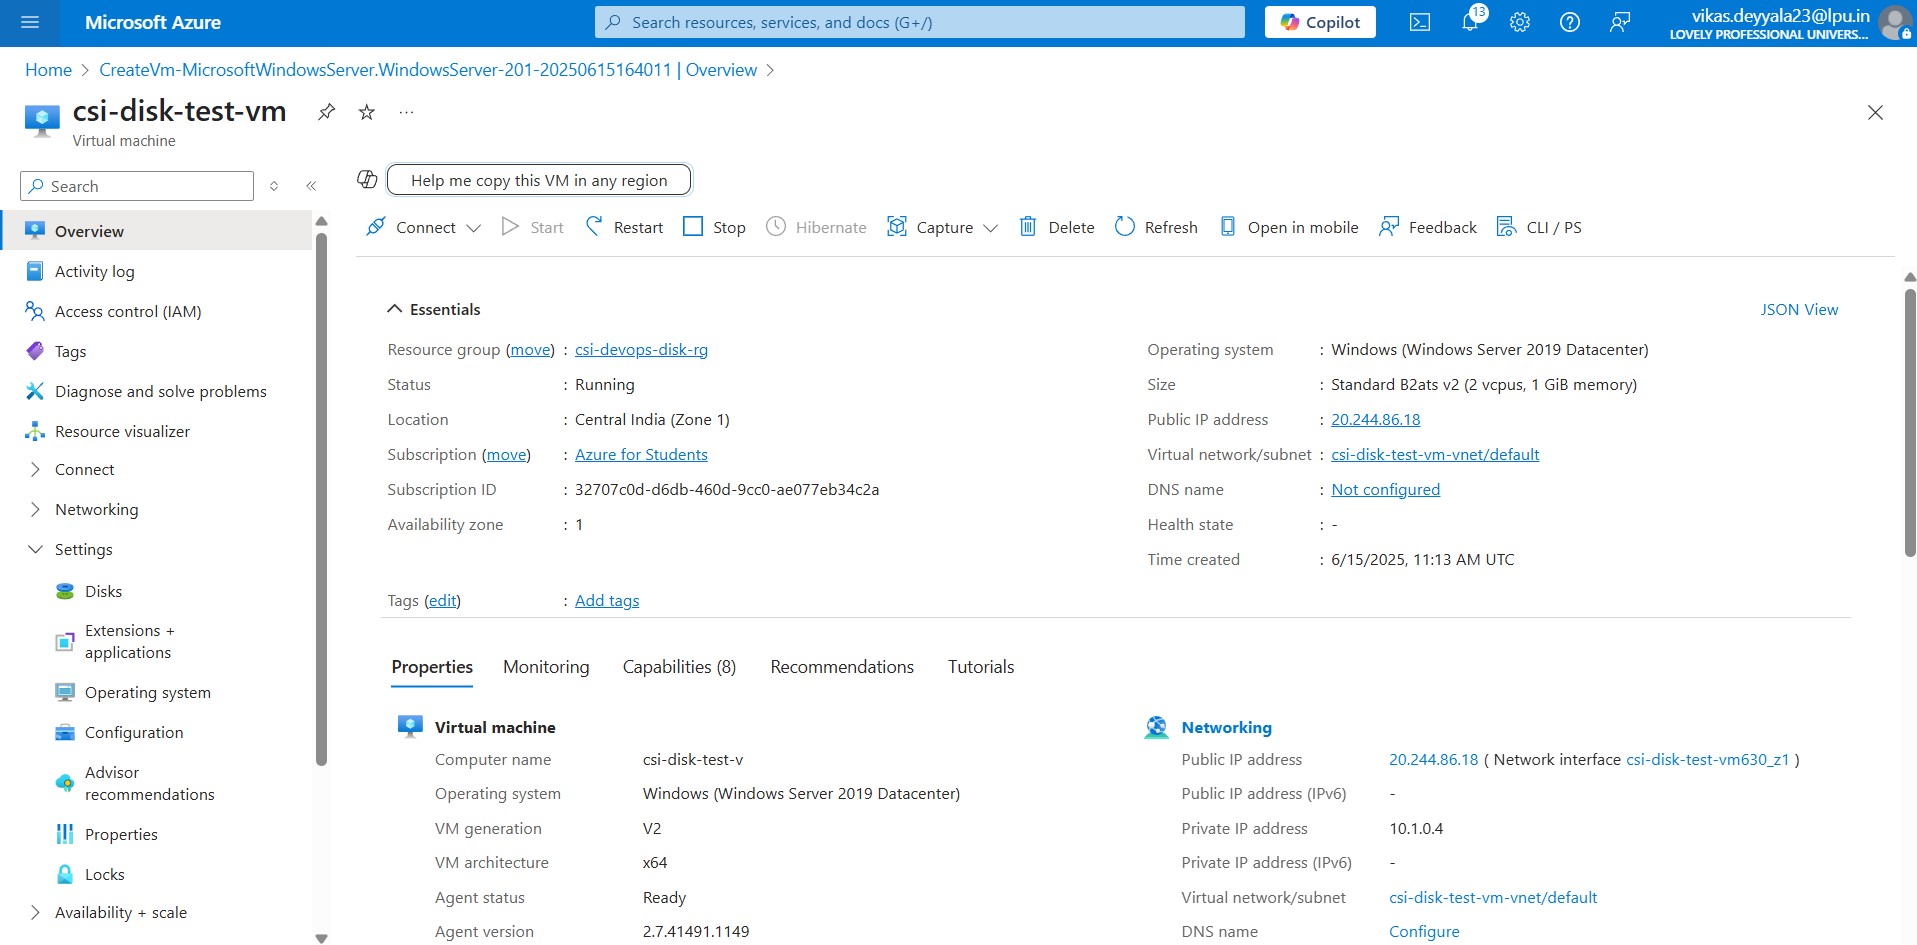 Microsoft Azure
Search resources, services, and docs (G+/)
Copilot
13
vikas.deyyala23@lpu.in
LOVELY PROFESSIONAL UNIVERS...
Home > CreateVm-MicrosoftWindowsServer.WindowsServer-201-20250615164011 | Overview >
csi-disk-test-vm
Virtual machine
Search
Overview
Activity log
Access control (IAM)
Tags
Diagnose and solve problems
Resource visualizer
Connect
Networking
Settings
Disks
Extensions +
applications
Operating system
Configuration
Advisor
recommendations
Properties
Locks
Availability + scale
Help me copy this VM in any region
Connect Start Restart Stop Hibernate Capture Delete Refresh Open in mobile Feedback CLI / PS
Essentials
JSON View
Resource group (move) : csi-devops-disk-rg
Status : Running
Location : Central India (Zone 1)
Subscription (move) : Azure for Students
Subscription ID : 32707c0d-d6db-460d-9cc0-ae077eb34c2a
Availability zone : 1
Operating system : Windows (Windows Server 2019 Datacenter)
Size : Standard B2ats v2 (2 vcpus, 1 GiB memory)
Public IP address : 20.244.86.18
Virtual network/subnet : csi-disk-test-vm-vnet/default
DNS name : Not configured
Health state : -
Time created : 6/15/2025, 11:13 AM UTC
Tags (edit) : Add tags
Properties Monitoring Capabilities (8) Recommendations Tutorials
Virtual machine
Computer name csi-disk-test-v
Operating system Windows (Windows Server 2019 Datacenter)
VM generation V2
VM architecture x64
Agent status Ready
Agent version 2.7.41491.1149
Networking
Public IP address 20.244.86.18 ( Network interface csi-disk-test-vm630_z1 )
Public IP address (IPv6) -
Private IP address 10.1.0.4
Private IP address (IPv6) -
Virtual network/subnet csi-disk-test-vm-vnet/default
DNS name Configure